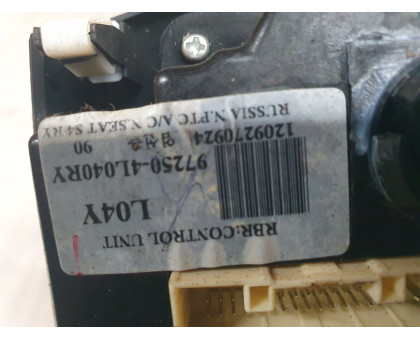 RBR:CONTROL UNIT
L04Y
97250-4L040RY
1209270924
90
RUSSIA N.PTC A/C N.SEAT S4 RY